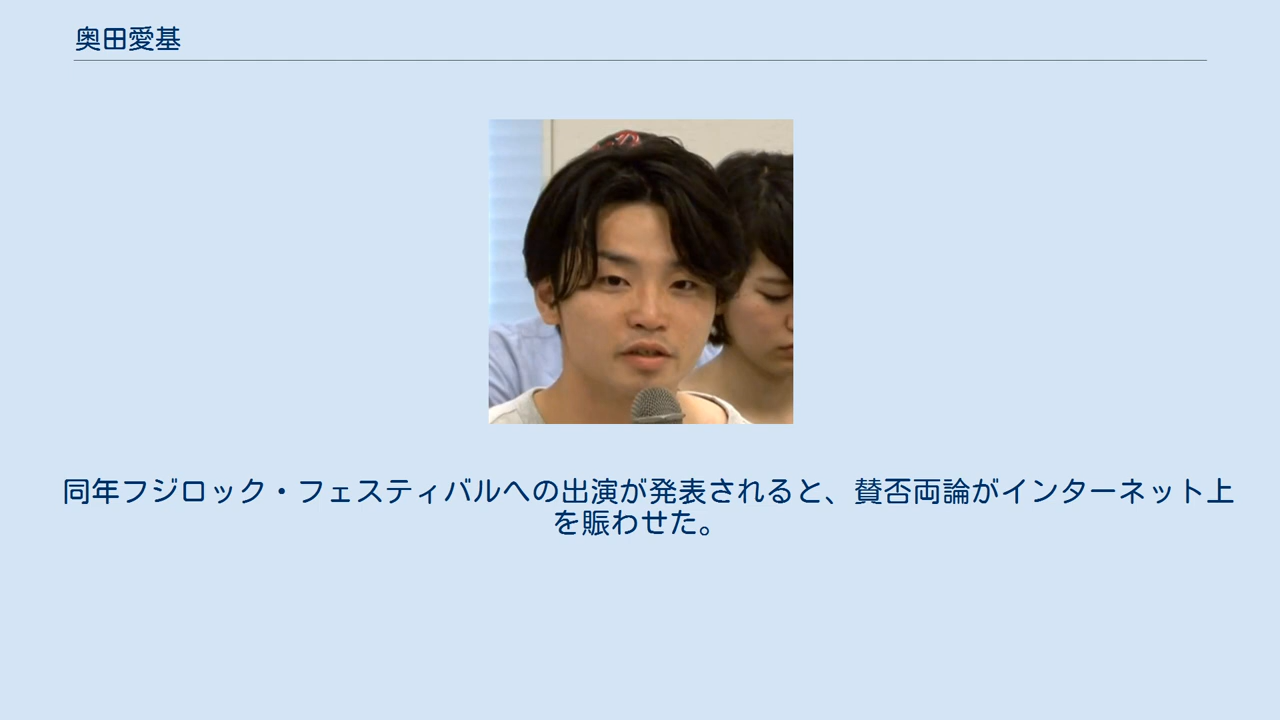 奥田愛基
同年フジロック・フェスティバルへの出演が発表されると、賛否両論がインターネット上
を賑わせた。